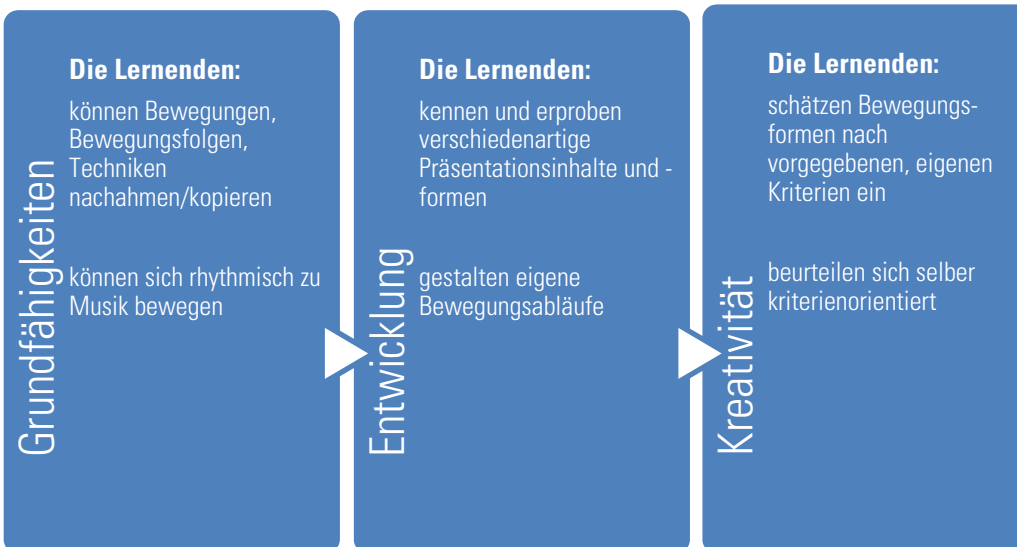 Grundfähigkeiten
Die Lernenden:
können Bewegungen,
Bewegungsfolgen,
Techniken
nachahmen/kopieren
können sich rhythmisch zu
Musik bewegen
Entwicklung
Die Lernenden:
kennen und erproben
verschiedenartige
Präsentationsinhalte und -
formen
gestalten eigene
Bewegungsabläufe
Kreativität
Die Lernenden:
schätzen Bewegungs-
formen nach
vorgegebenen, eigenen
Kriterien ein
beurteilen sich selber
kriterienorientiert